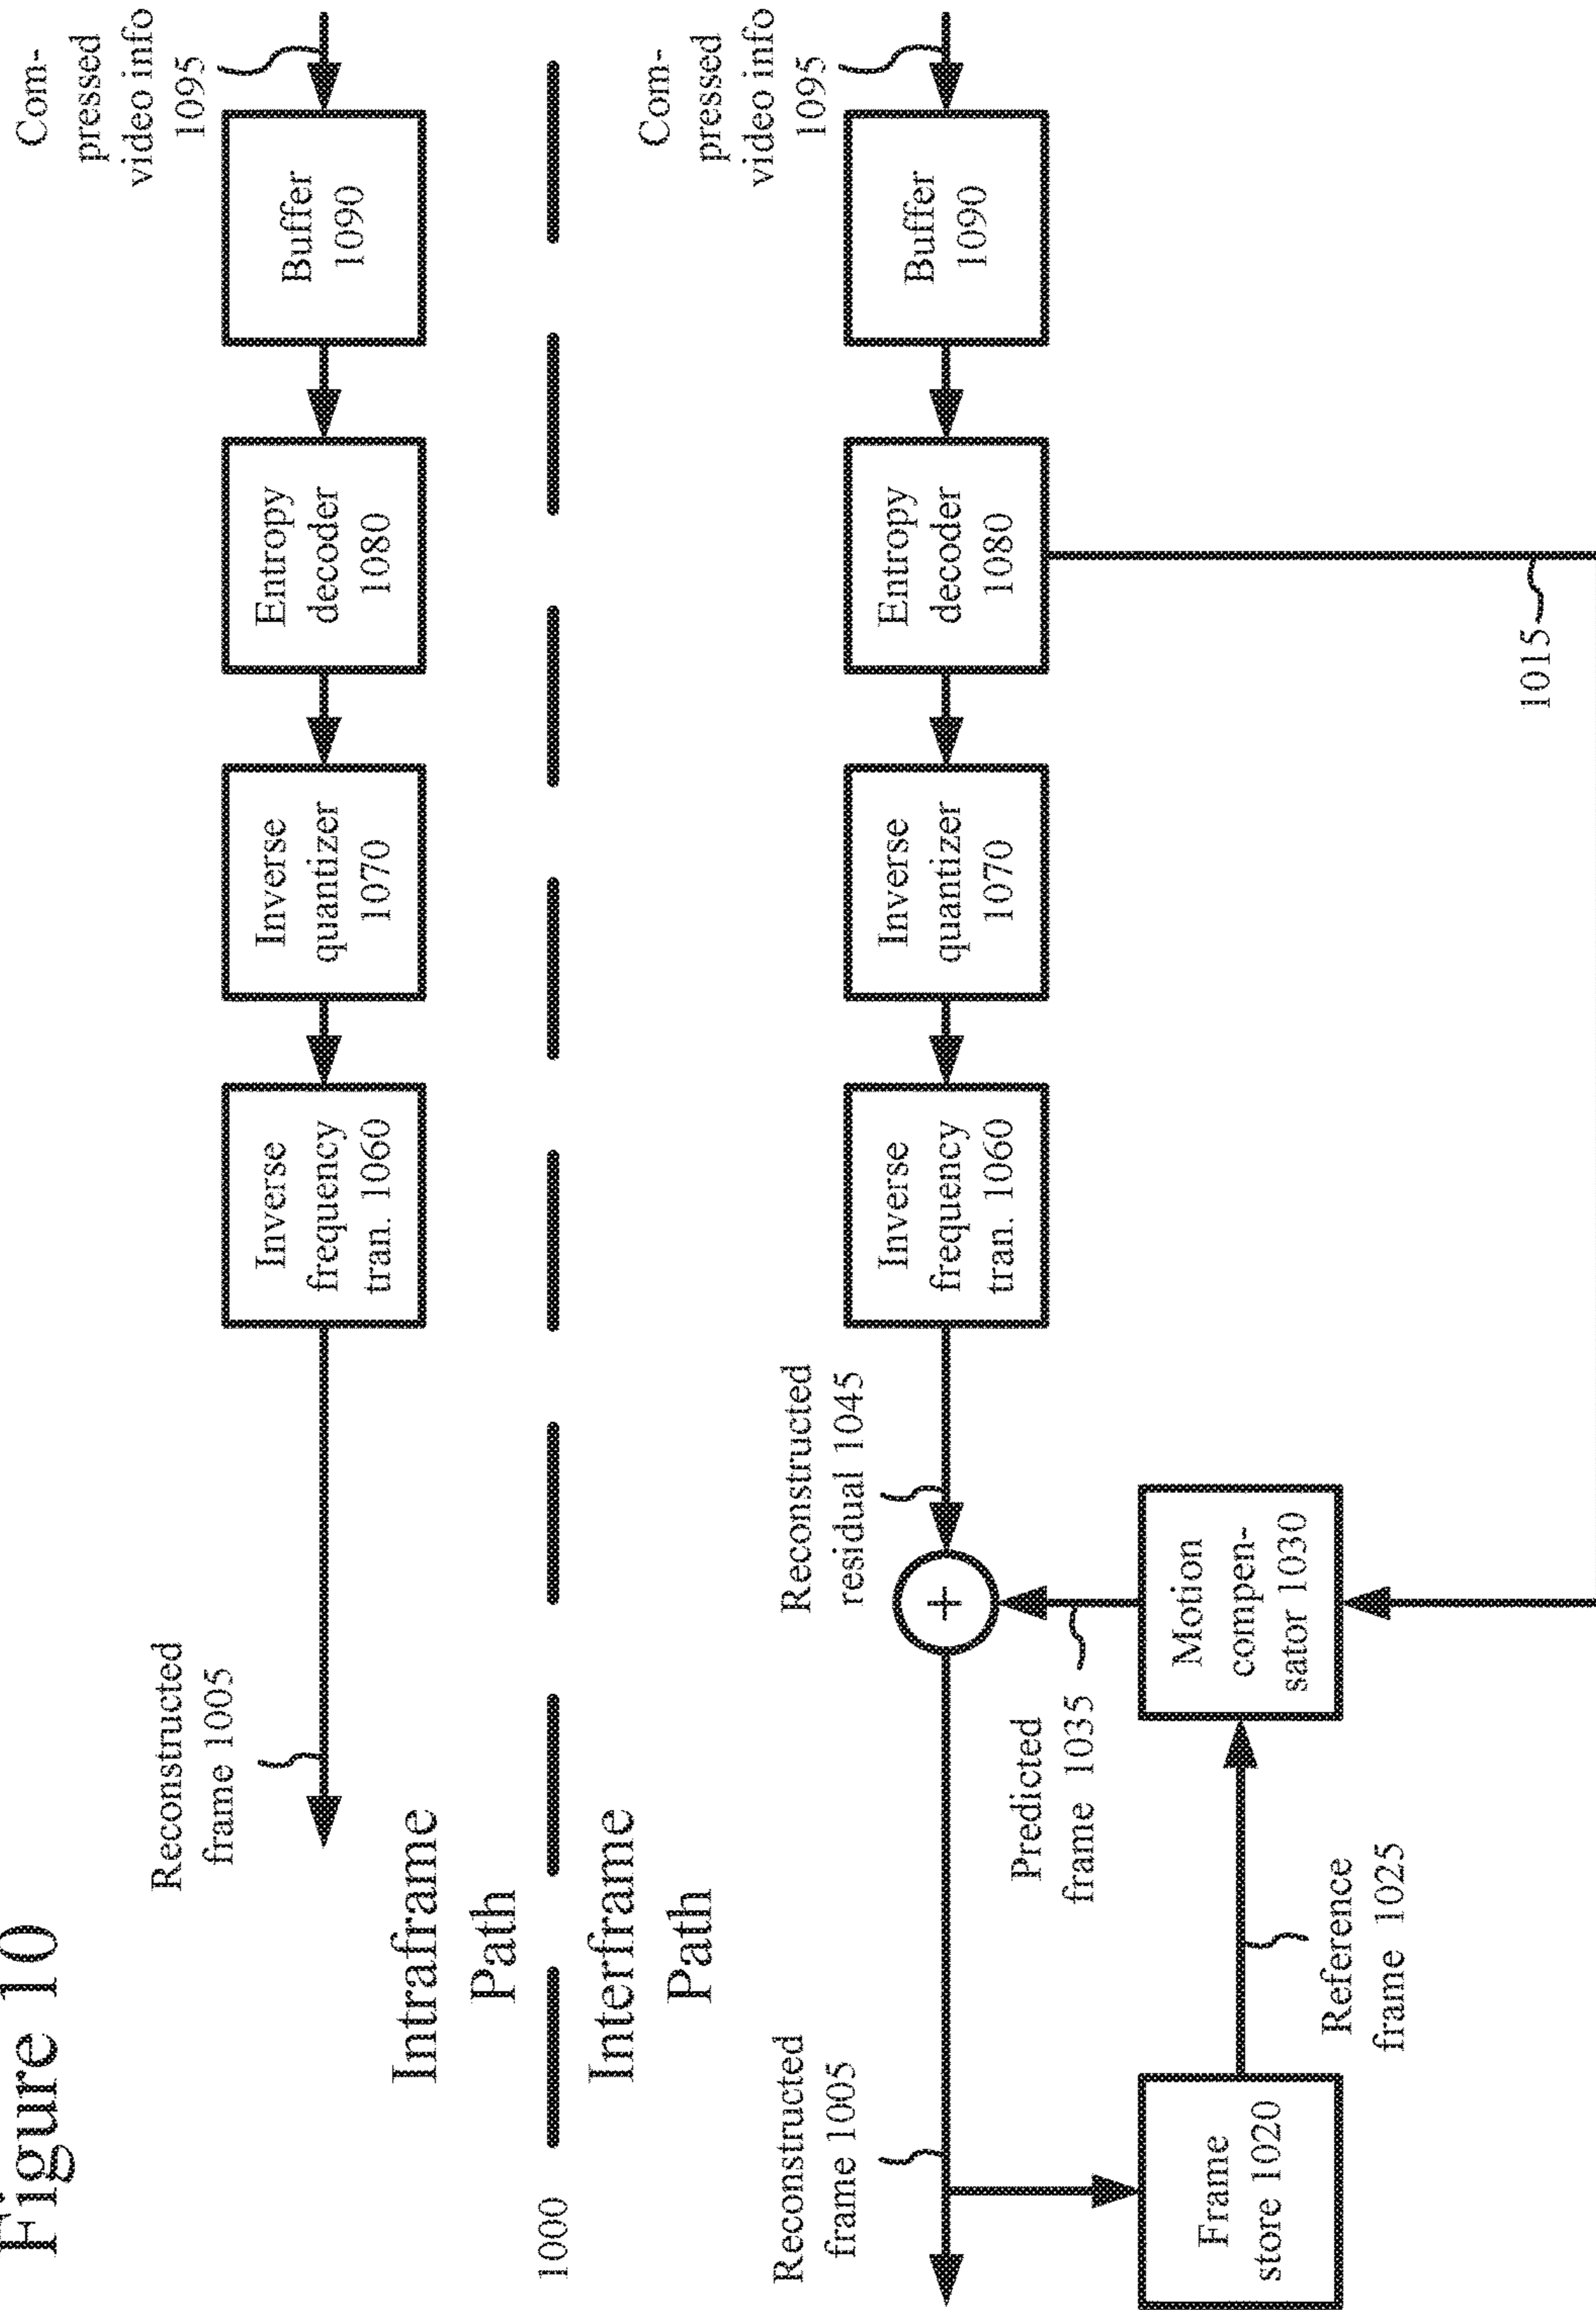 Figure 10
Reconstructed
frame 1005
Inverse
frequency
tran. 1060
Inverse
quantizer
1070
Entropy
decoder
1080
Buffer
1090
Com-
pressed
video info
1095
Intraframe
Path
1000
Interframe
Path
Reconstructed
frame 1005
Reconstructed
residual 1045
+
Inverse
frequency
tran. 1060
Inverse
quantizer
1070
Entropy
decoder
1080
Buffer
1090
Com-
pressed
video info
1095
Predicted
frame 1035
Frame
store 1020
Reference
frame 1025
Motion
compen-
sator 1030
1015